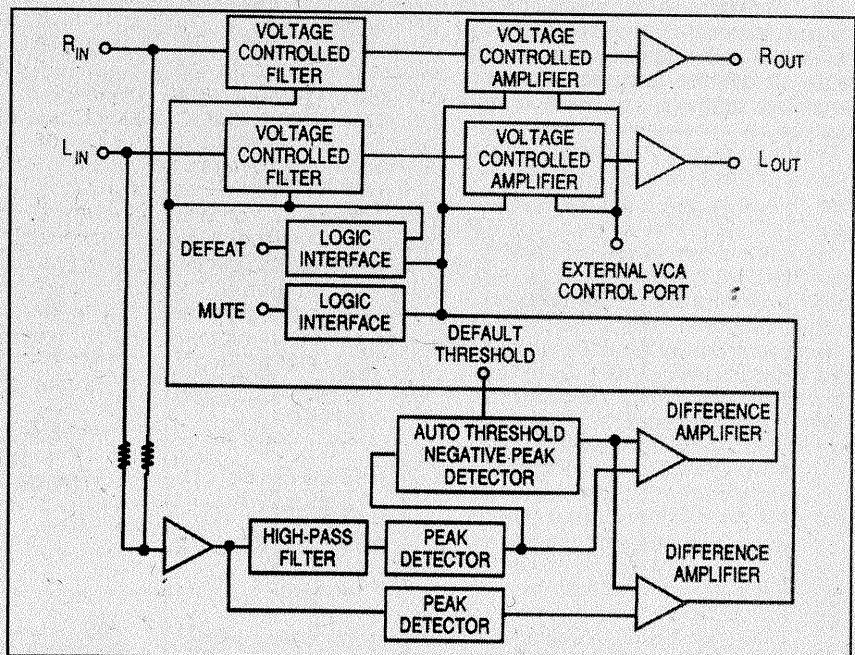 R IN
VOLTAGE
CONTROLLED
FILTER
VOLTAGE
CONTROLLED
AMPLIFIER
R OUT
L IN
VOLTAGE
CONTROLLED
FILTER
VOLTAGE
CONTROLLED
AMPLIFIER
L OUT
DEFEAT
LOGIC
INTERFACE
EXTERNAL VCA
CONTROL PORT
MUTE
LOGIC
INTERFACE
DEFAULT
THRESHOLD
AUTO THRESHOLD
NEGATIVE PEAK
DETECTOR
DIFFERENCE
AMPLIFIER
HIGH-PASS
FILTER
PEAK
DETECTOR
DIFFERENCE
AMPLIFIER
PEAK
DETECTOR